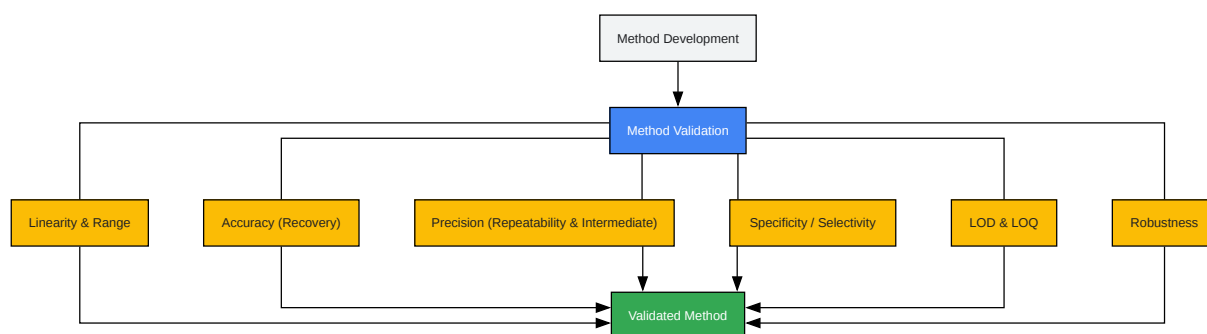 Method Development
Method Validation
Linearity & Range
Accuracy (Recovery)
Precision (Repeatability & Intermediate)
Specificity / Selectivity
LOD & LOQ
Robustness
Validated Method